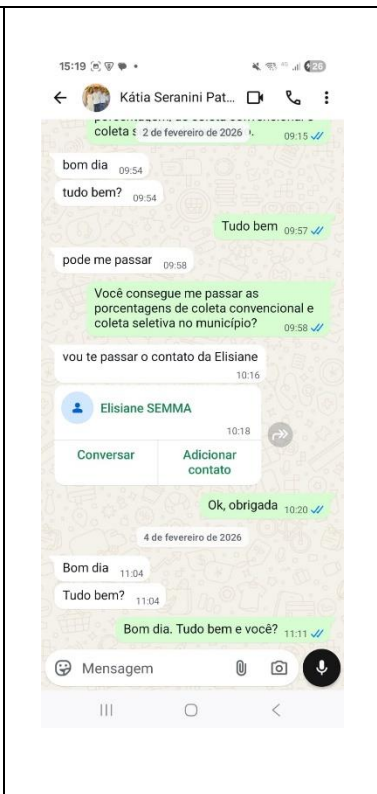 15:19
Kátia Seranini Pat...
coleta s
2 de fevereiro de 2026
09:15
bom dia 09:54
tudo bem? 09:54
Tudo bem 09:57
pode me passar 09:58
Você consegue me passar as
porcentagens de coleta convencional e
coleta seletiva no município?
09:58
vou te passar o contato da Elisiane
10:16
Elisiane SEMMA
10:18
Conversar
Adicionar
contato
Ok, obrigada 10:20
4 de fevereiro de 2026
Bom dia 11:04
Tudo bem? 11:04
Bom dia. Tudo bem e você? 11:11
Mensagem